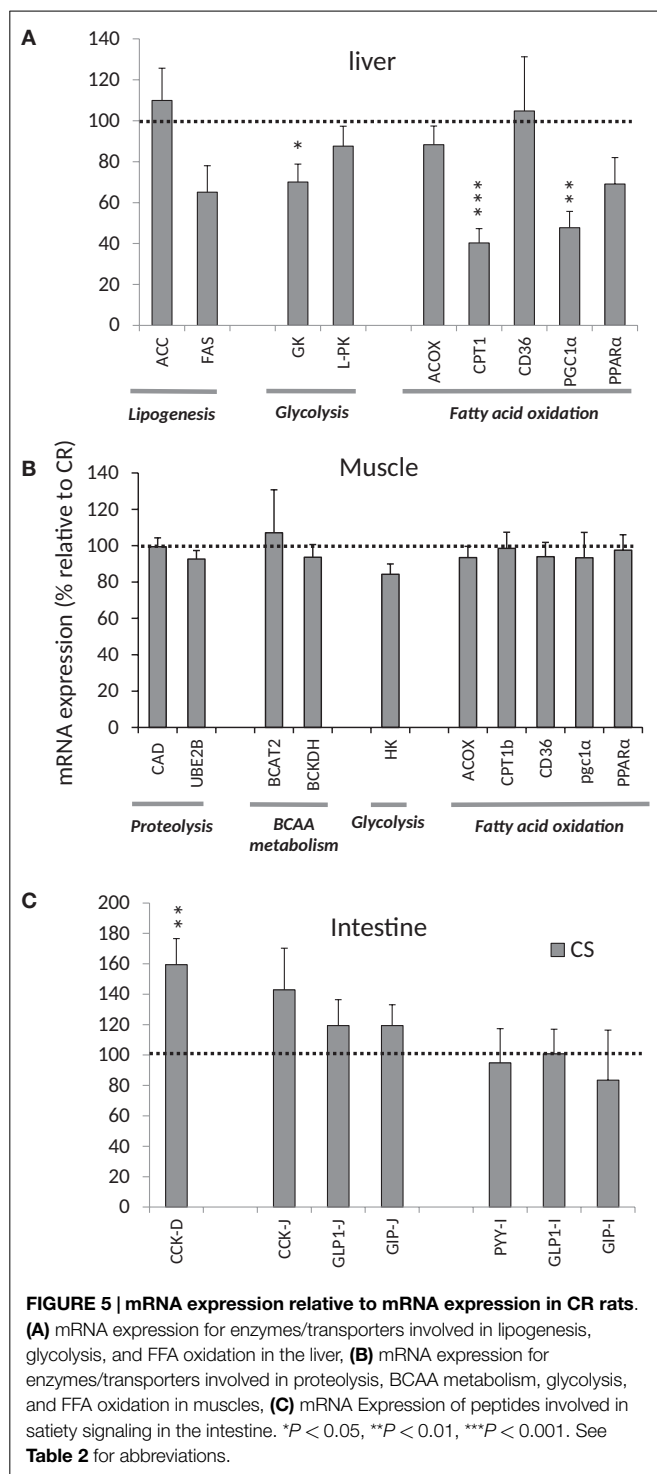 A
liver
140
120
100
80
60
40
20
0
*
***
**
ACC
FAS
GK
L-PK
ACOX
CPT1
CD36
PGC1α
PPARα
Lipogenesis
Glycolysis
Fatty acid oxidation
mRNA expression (% relative to CR)
B
Muscle
140
120
100
80
60
40
20
0
CAD
UBE2B
BCAT2
BCKDH
HK
ACOX
CPT1b
CD36
pgc1α
PPARα
Proteolysis
BCAA
metabolism
Glycolysis
Fatty acid oxidation
C
Intestine
200
180
160
140
120
100
80
60
40
20
0
**
CS
CCK-D
CCK-J
GLP1-J
GIP-J
PYY-I
GLP1-I
GIP-I
FIGURE 5 | mRNA expression relative to mRNA expression in CR rats.
(A) mRNA expression for enzymes/transporters involved in lipogenesis,
glycolysis, and FFA oxidation in the liver, (B) mRNA expression for
enzymes/transporters involved in proteolysis, BCAA metabolism, glycolysis,
and FFA oxidation in muscles, (C) mRNA Expression of peptides involved in
satiety signaling in the intestine. *P < 0.05, **P < 0.01, ***P < 0.001. See
Table 2 for abbreviations.